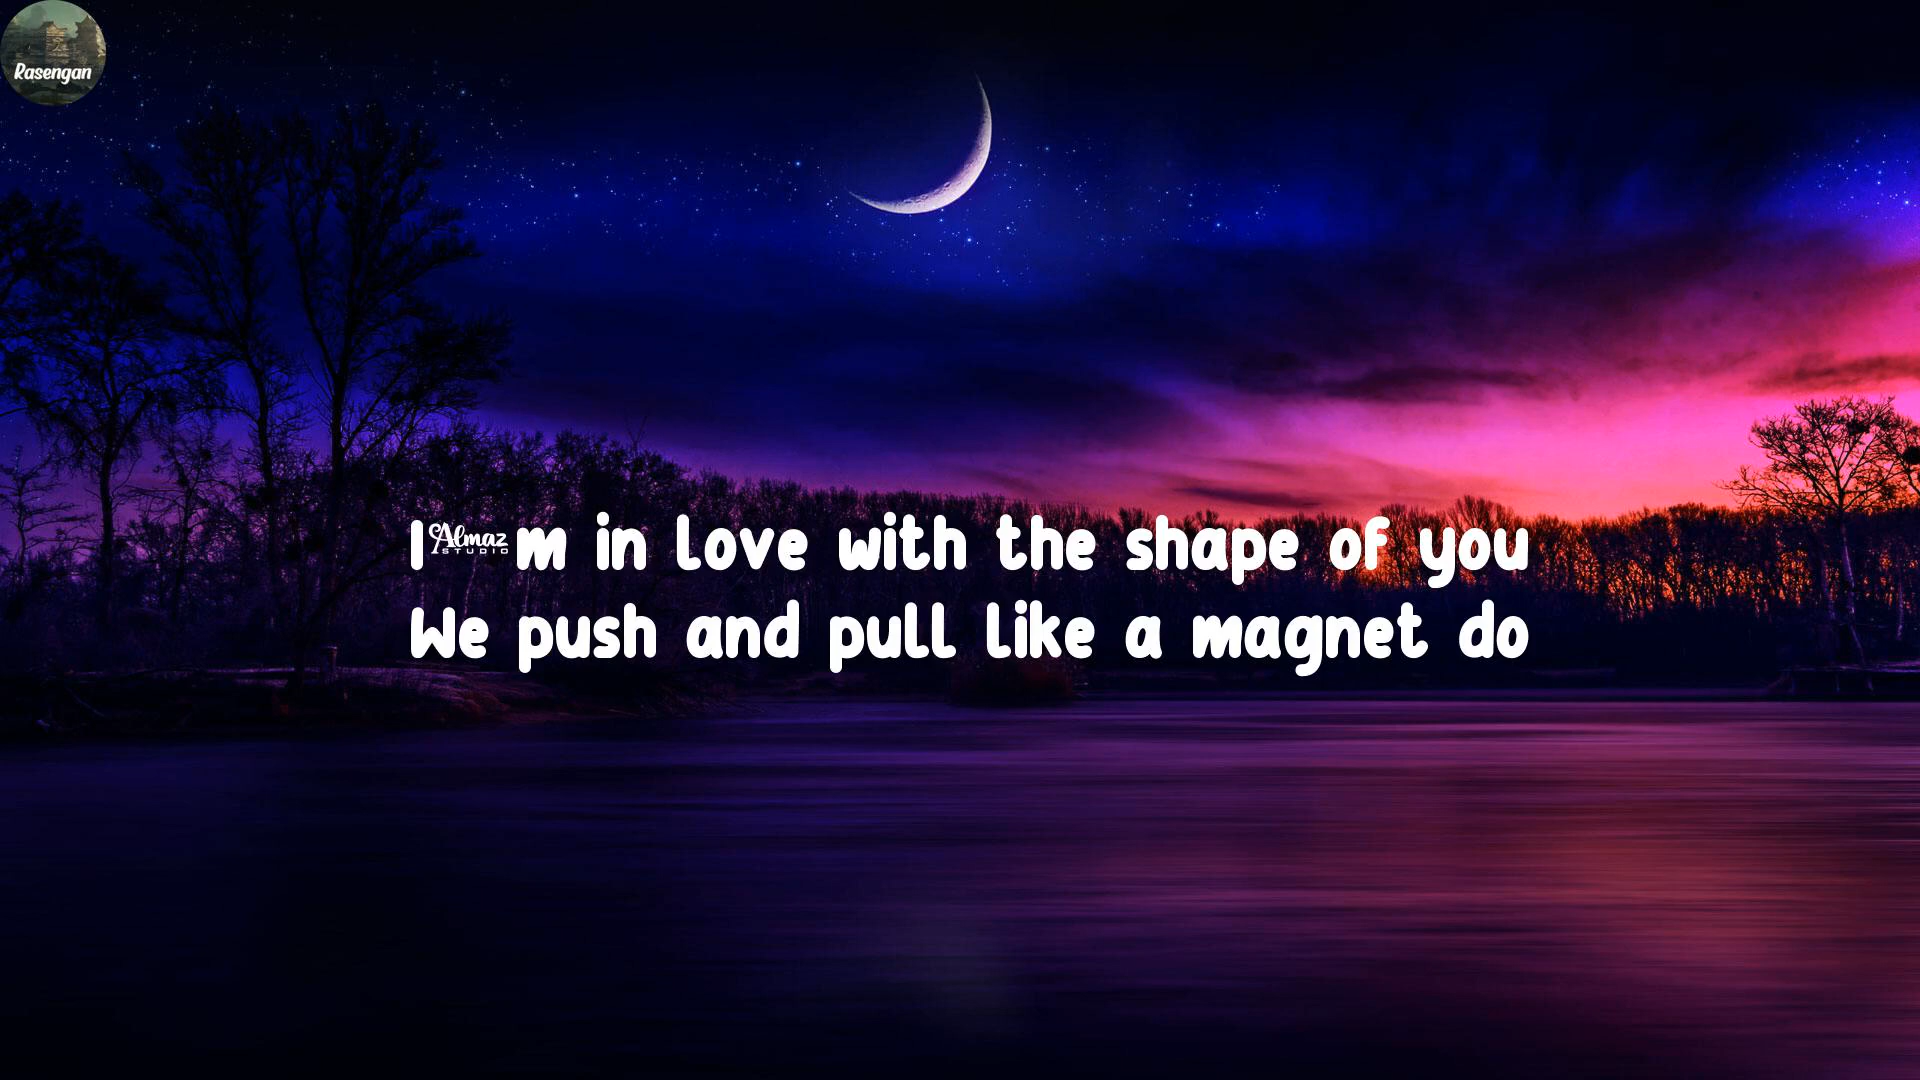 Rasengan
I Almaz STUDIO m in love with the shape of you
We push and pull like a magnet do